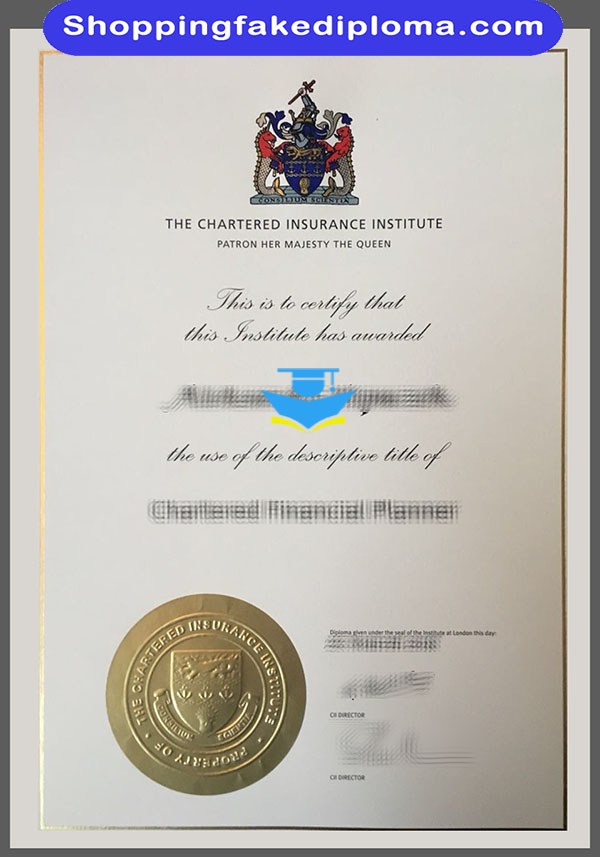 Shoppingfakediploma.com
CONSILIUM SCIENTIA
THE CHARTERED INSURANCE INSTITUTE
PATRON HER MAJESTY THE QUEEN
This is to certify that
this Institute has awarded
the use of the descriptive title of
Chartered Financial Planner
THE CHARTERED INSURANCE INSTITUTE
PROPERTY OF
CONSILIUM SCIENTIA
Diploma given under the seal of the Institute at London this day:
CII DIRECTOR
CII DIRECTOR